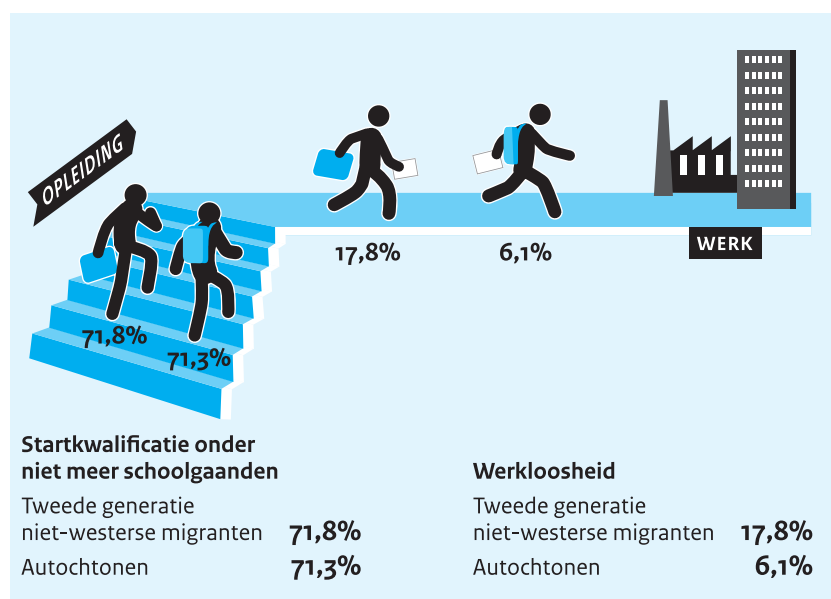 OPLEIDING
17,8%
6,1%
WERK
71,8%
71,3%
Startkwalificatie onder
niet meer schoolgaanden
Tweede generatie
niet-westerse migranten 71,8%
Autochtonen 71,3%
Werkloosheid
Tweede generatie
niet-westerse migranten 17,8%
Autochtonen 6,1%